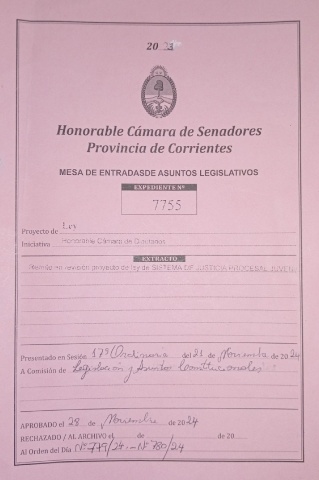 20
Honorable Cámara de Senadores
Provincia de Corrientes
MESA DE ENTRADASDE ASUNTOS LEGISLATIVOS
EXPEDIENTE Nº
7755
Proyecto de Ley
Iniciativa Honorable Cámara de Diputados
EXTRACTO
en revisión proyecto de ley de SISTEMA DE JUSTICIA PROCESAL JUVENIL
Presentado en Sesión 17º Ordinaria del 21 de Noviembre de 2024
A Comisión de Legislación y Asuntos Constitucionales
APROBADO el 28 de Noviembre de 2024
RECHAZADO / AL ARCHIVO el de de 20
Al Orden del Día Nº 779/24.-Nº 780/24